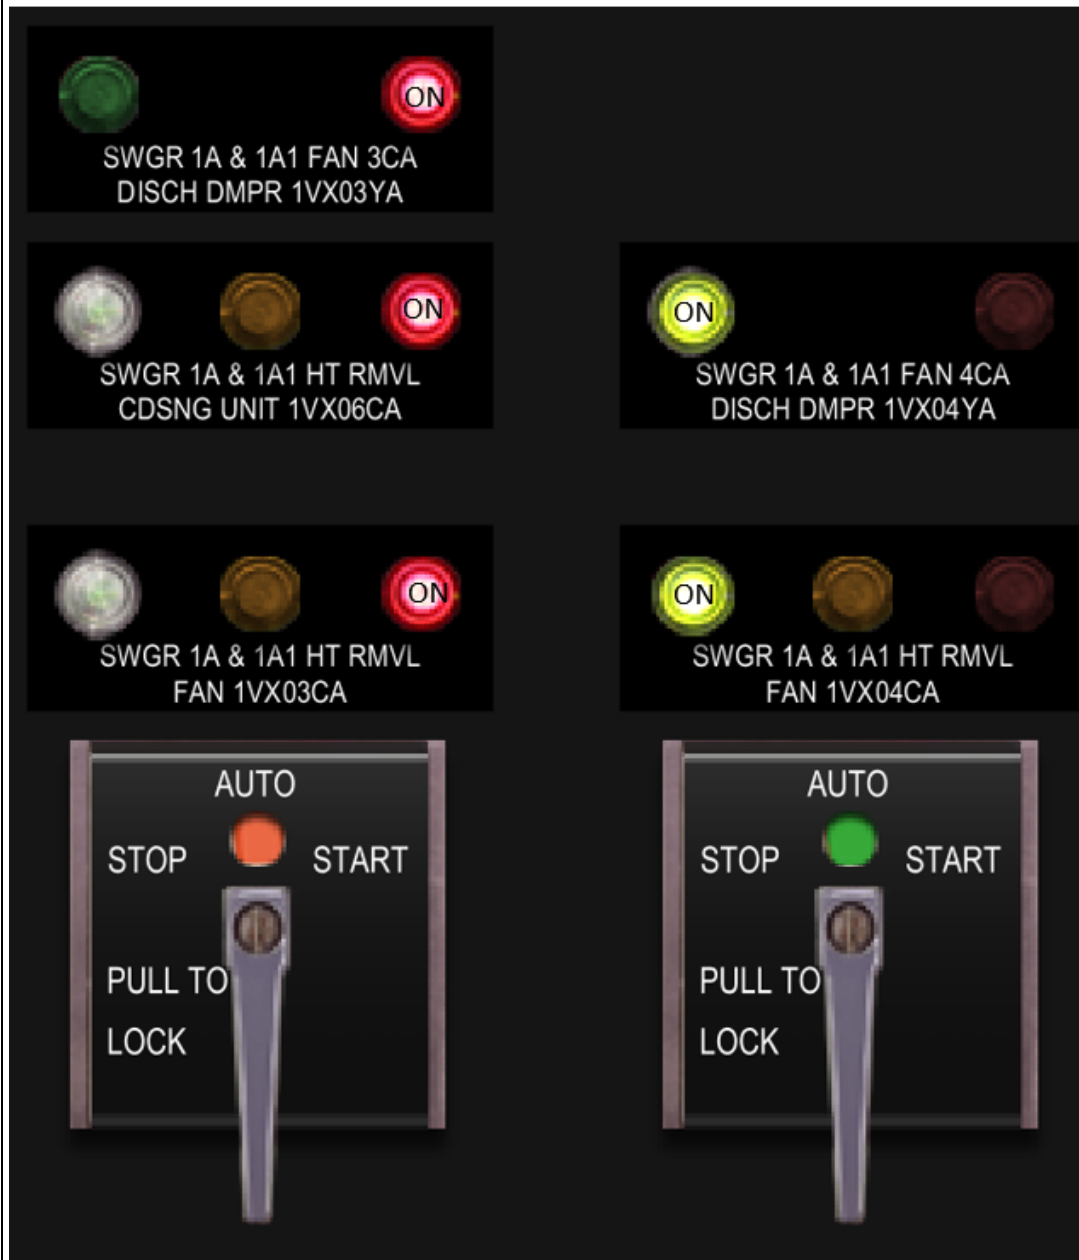 ON
SWGR 1A & 1A1 FAN 3CA
DISCH DMPR 1VX03YA
ON
SWGR 1A & 1A1 HT RMVL
CDSNG UNIT 1VX06CA
ON
SWGR 1A & 1A1 FAN 4CA
DISCH DMPR 1VX04YA
ON
SWGR 1A & 1A1 HT RMVL
FAN 1VX03CA
ON
SWGR 1A & 1A1 HT RMVL
FAN 1VX04CA
AUTO
STOP START
PULL TO
LOCK
AUTO
STOP START
PULL TO
LOCK